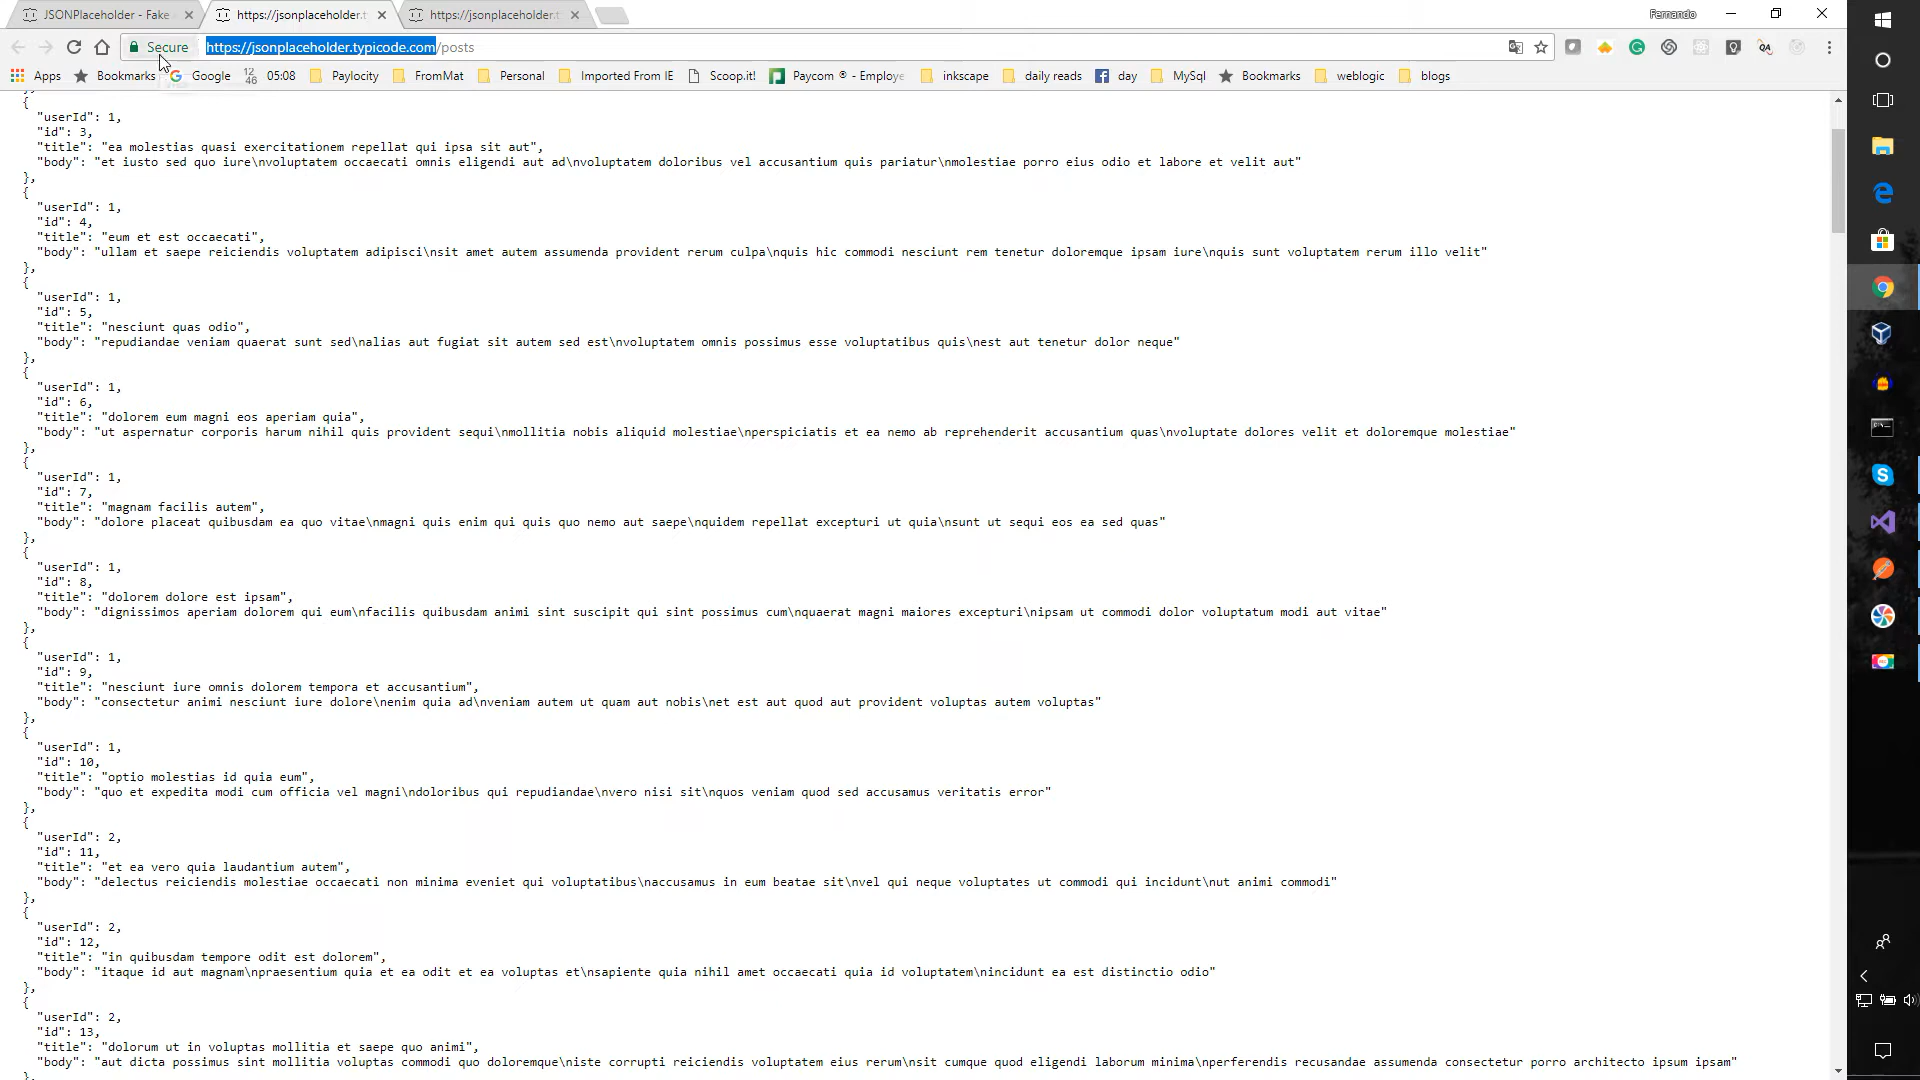 JSONPlaceholder - Fake
https://jsonplaceholder.t
https://jsonplaceholder.t
Fernando
Secure
https://jsonplaceholder.typicode.com/posts
Apps
Bookmarks
Google
12
46
05:08
Paylocity
FromMat
Personal
Imported From IE
Scoop.it!
Paycom ® - Employe
inkscape
daily reads
day
MySql
Bookmarks
weblogic
blogs
},
{
"userId": 1,
"id": 3,
"title": "ea molestias quasi exercitationem repellat qui ipsa sit aut",
"body": "et iusto sed quo iure\nvoluptatem occaecati omnis eligendi aut ad\nvoluptatem doloribus vel accusantium quis pariatur\nmolestiae porro eius odio et labore et velit aut"
},
{
"userId": 1,
"id": 4,
"title": "eum et est occaecati",
"body": "ullam et saepe reiciendis voluptatem adipisci\nsit amet autem assumenda provident rerum culpa\nquis hic commodi nesciunt rem tenetur doloremque ipsam iure\nquis sunt voluptatem rerum illo velit"
},
{
"userId": 1,
"id": 5,
"title": "nesciunt quas odio",
"body": "repudiandae veniam quaerat sunt sed\nalias aut fugiat sit autem sed est\nvoluptatem omnis possimus esse voluptatibus quis\nest aut tenetur dolor neque"
},
{
"userId": 1,
"id": 6,
"title": "dolorem eum magni eos aperiam quia",
"body": "ut aspernatur corporis harum nihil quis provident sequi\nmollitia nobis aliquid molestiae\nperspiciatis et ea nemo ab reprehenderit accusantium quas\nvoluptate dolores velit et doloremque molestiae"
},
{
"userId": 1,
"id": 7,
"title": "magnam facilis autem",
"body": "dolore placeat quibusdam ea quo vitae\nmagni quis enim qui quis quo nemo aut saepe\nquidem repellat excepturi ut quia\nsunt ut sequi eos ea sed quas"
},
{
"userId": 1,
"id": 8,
"title": "dolorem dolore est ipsam",
"body": "dignissimos aperiam dolorem qui eum\nfacilis quibusdam animi sint suscipit qui sint possimus cum\nquaerat magni maiores excepturi\nipsam ut commodi dolor voluptatum modi aut vitae"
},
{
"userId": 1,
"id": 9,
"title": "nesciunt iure omnis dolorem tempora et accusantium",
"body": "consectetur animi nesciunt iure dolore\nenim quia ad\nveniam autem ut quam aut nobis\net est aut quod aut provident voluptas autem voluptas"
},
{
"userId": 1,
"id": 10,
"title": "optio molestias id quia eum",
"body": "quo et expedita modi cum officia vel magni\ndoloribus qui repudiandae\nvero nisi sit\nquos veniam quod sed accusamus veritatis error"
},
{
"userId": 2,
"id": 11,
"title": "et ea vero quia laudantium autem",
"body": "delectus reiciendis molestiae occaecati non minima eveniet qui voluptatibus\naccusamus in eum beatae sit\nvel qui neque voluptates ut commodi qui incidunt\nut animi commodi"
},
{
"userId": 2,
"id": 12,
"title": "in quibusdam tempore odit est dolorem",
"body": "itaque id aut magnam\npraesentium quia et ea odit et ea voluptas et\nsapiente quia nihil amet occaecati quia id voluptatem\nincidunt ea est distinctio odio"
},
{
"userId": 2,
"id": 13,
"title": "dolorum ut in voluptas mollitia et saepe quo animi",
"body": "aut dicta possimus sint mollitia voluptas commodi quo doloremque\niste corrupti reiciendis voluptatem eius rerum\nsit cumque quod eligendi laborum minima\nperferendis recusandae assumenda consectetur porro architecto ipsum ipsam"
},